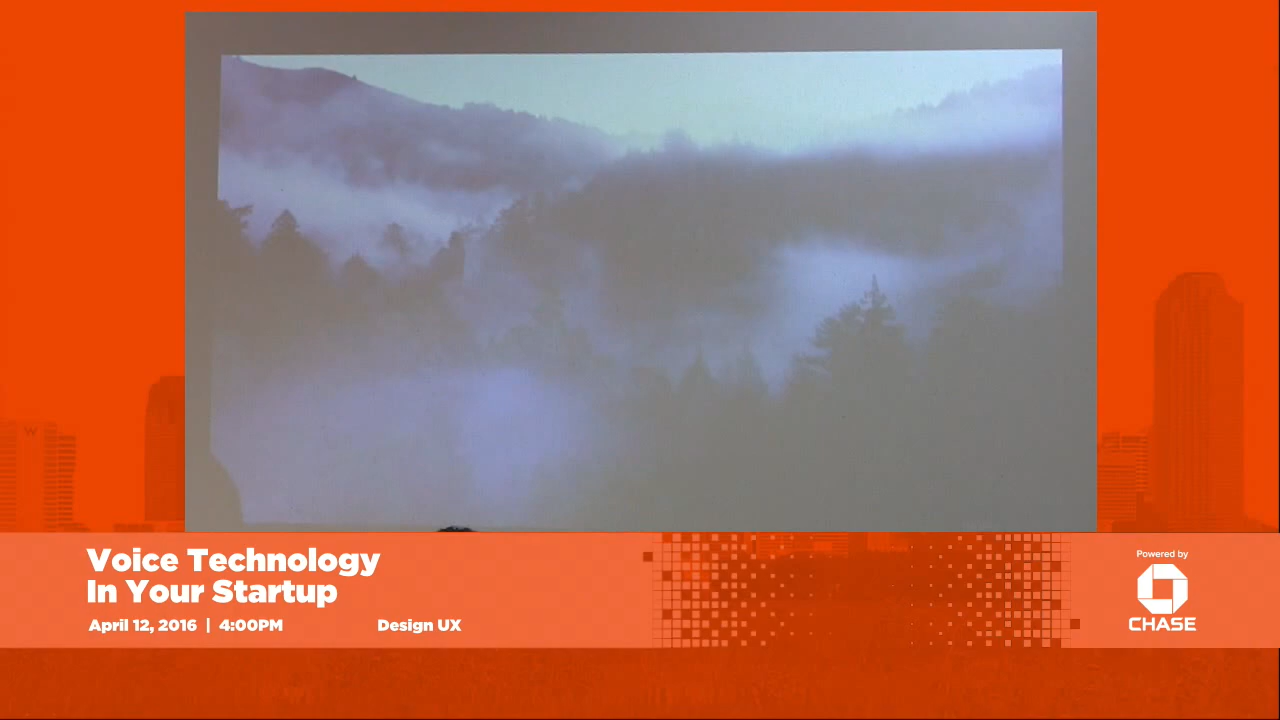 Voice Technology
In Your Startup
April 12, 2016 | 4:00PM
Design UX
Powered by
CHASE
W